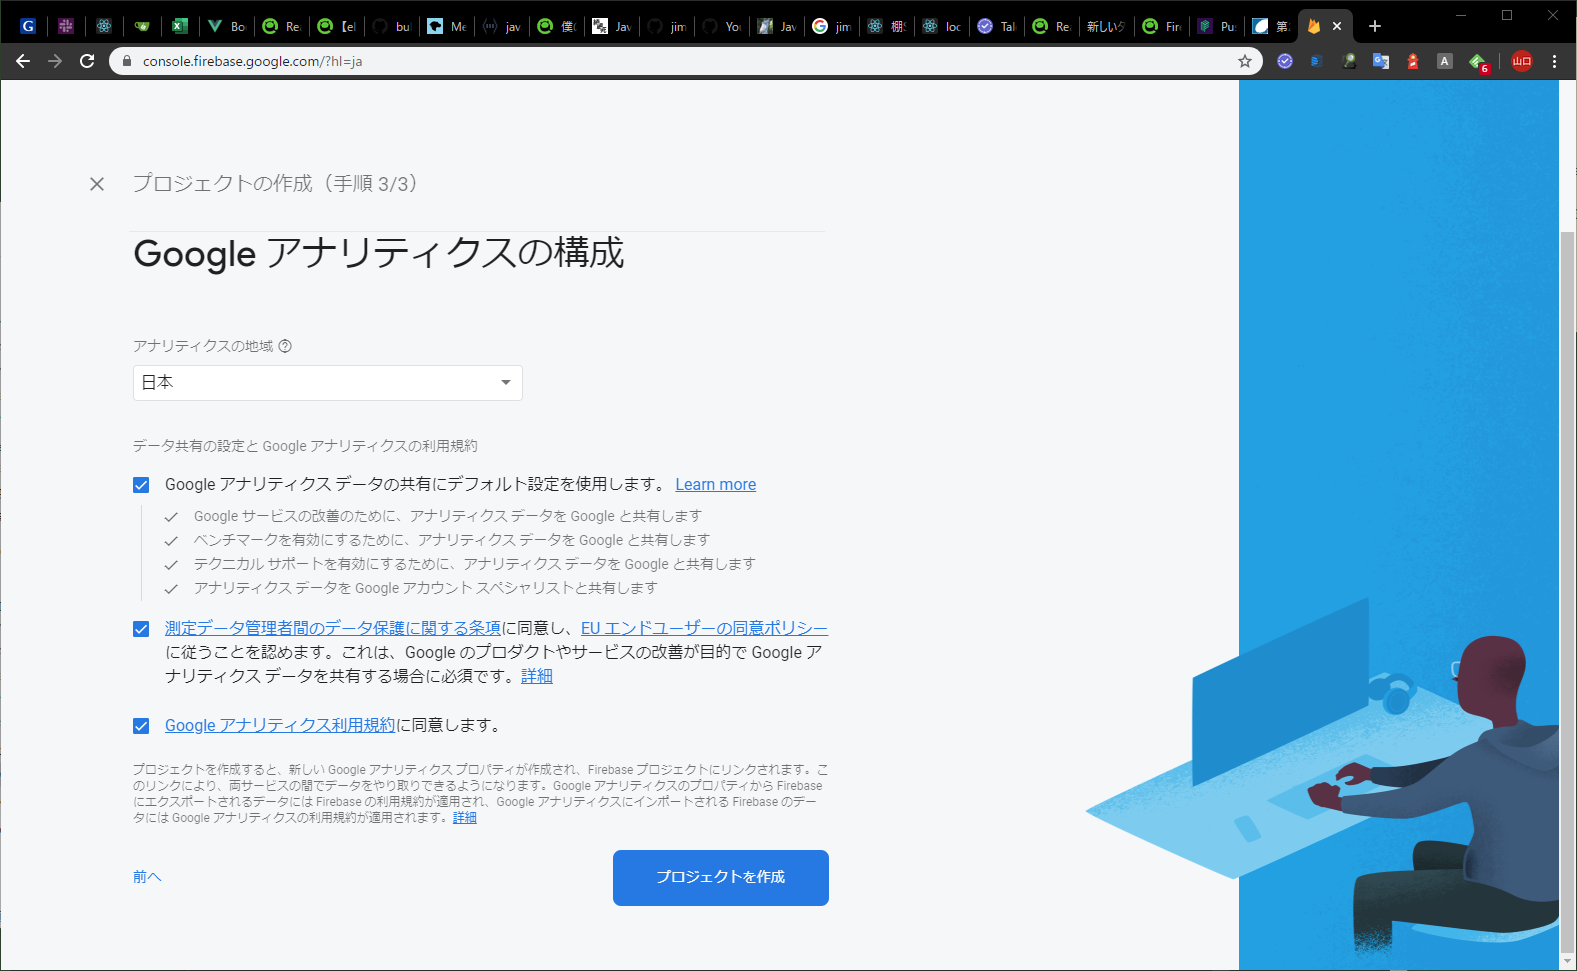 Bo
Re
【el
bu
Me
jav
僕(
Jav
jim
Yo
Jav
jim
棚S
loc
Tal
Re
新しいタ
Fire
Pu
第
console.firebase.google.com/?hl=ja
A
6
山口
プロジェクトの作成（手順 3/3）
Google アナリティクスの構成
アナリティクスの地域
日本
データ共有の設定と Google アナリティクスの利用規約
Google アナリティクス データの共有にデフォルト設定を使用します。 Learn more
Google サービスの改善のために、アナリティクス データを Google と共有します
ベンチマークを有効にするために、アナリティクス データを Google と共有します
テクニカル サポートを有効にするために、アナリティクス データを Google と共有します
アナリティクス データを Google アカウント スペシャリストと共有します
測定データ管理者間のデータ保護に関する条項に同意し、EU エンドユーザーの同意ポリシー
に従うことを認めます。これは、Google のプロダクトやサービスの改善が目的で Google ア
ナリティクス データを共有する場合に必須です。詳細
Google アナリティクス利用規約に同意します。
プロジェクトを作成すると、新しい Google アナリティクス プロパティが作成され、Firebase プロジェクトにリンクされます。こ
のリンクにより、両サービスの間でデータをやり取りできるようになります。Google アナリティクスのプロパティから Firebase
にエクスポートされるデータには Firebase の利用規約が適用され、Google アナリティクスにインポートされる Firebase のデー
タには Google アナリティクスの利用規約が適用されます。詳細
前へ
プロジェクトを作成